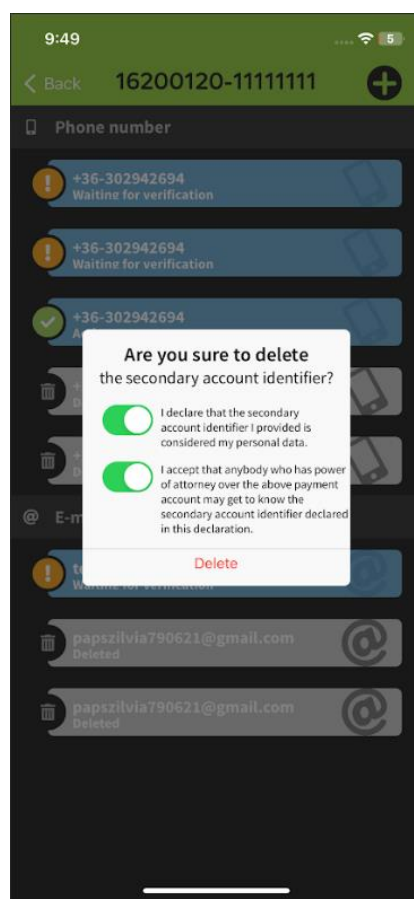 9:49
5
Back 16200120-11111111
Phone number
+36-302942694
Waiting for verification
+36-302942694
Waiting for verification
+36-302942694
Are you sure to delete
the secondary account identifier?
I declare that the secondary
account identifier I provided is
considered my personal data.
I accept that anybody who has power
of attorney over the above payment
account may get to know the
secondary account identifier declared
in this declaration.
Delete
@
Waiting for verification
papszilvia790621@gmail.com
Deleted
papszilvia790621@gmail.com
Deleted